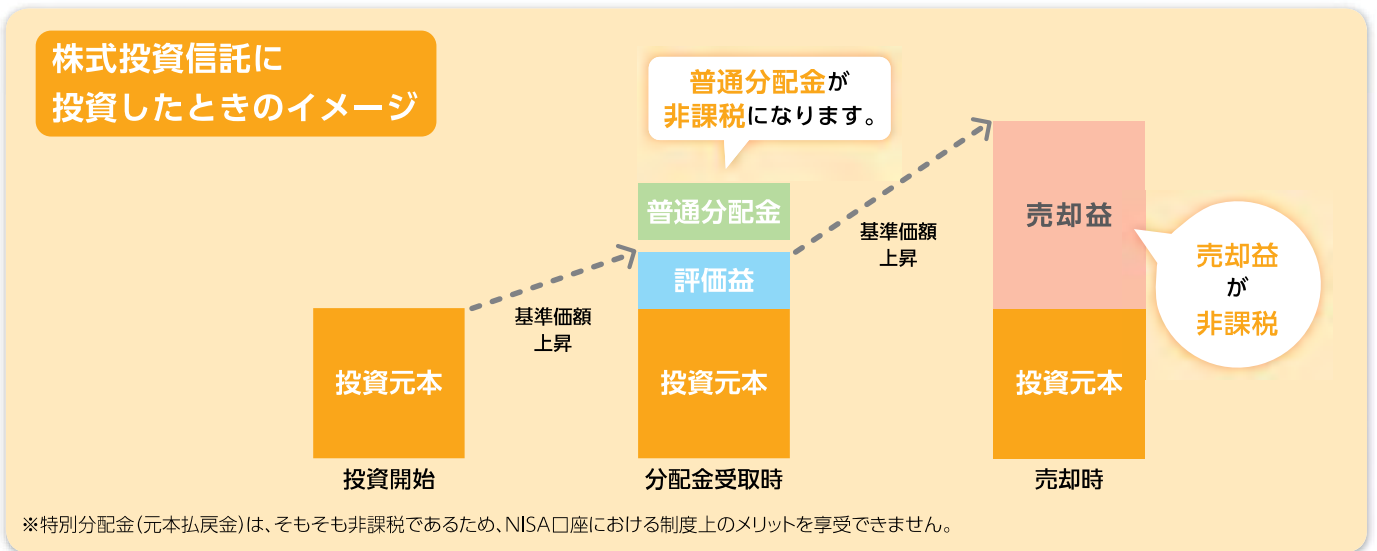 株式投資信託に
投資したときのイメージ
普通分配金が
非課税になります。
普通分配金
評価益
投資元本
投資元本
売却益
投資元本
基準価額
上昇
基準価額
上昇
売却益
が
非課税
投資開始
分配金受取時
売却時
※特別分配金(元本払戻金)は、そもそも非課税であるため、NISA口座における制度上のメリットを享受できません。